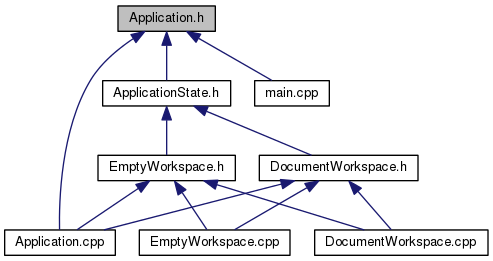 Application.h
ApplicationState.h
main.cpp
EmptyWorkspace.h
DocumentWorkspace.h
Application.cpp
EmptyWorkspace.cpp
DocumentWorkspace.cpp